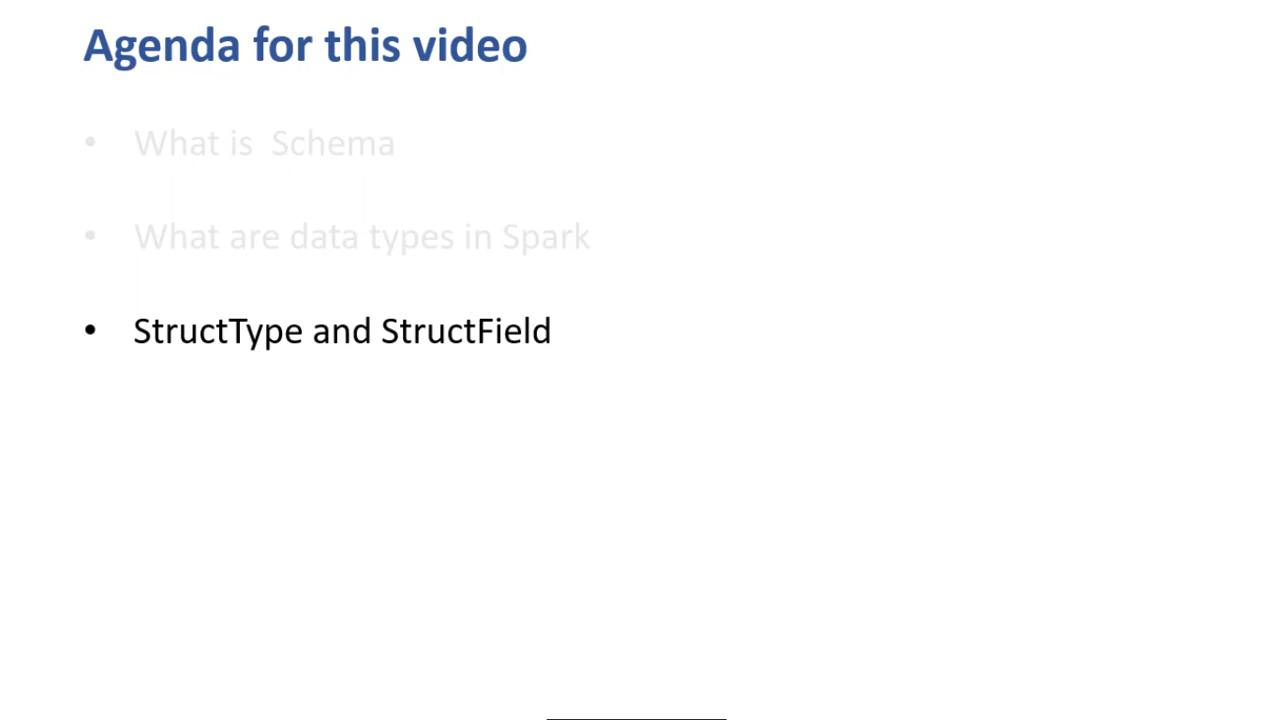 Agenda for this video
• What is  Schema
• What are data types in Spark
• StructType and StructField